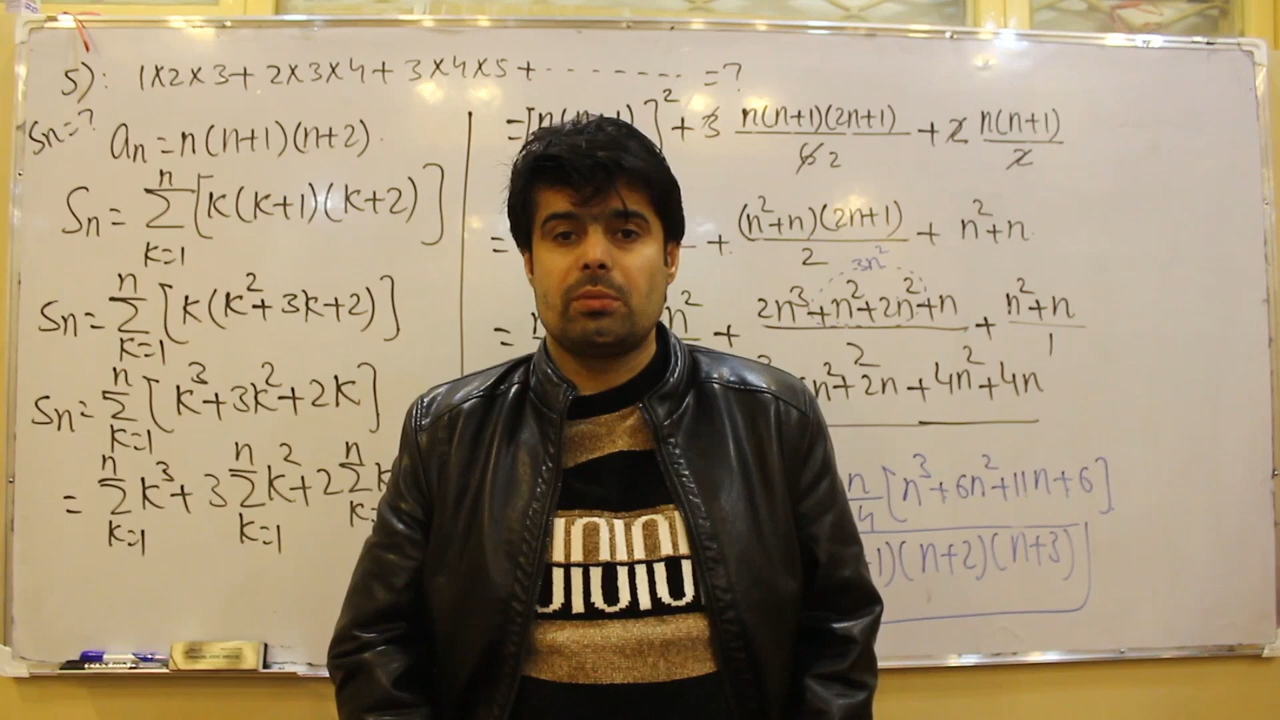 5): 1×2×3+ 2×3×4+ 3×4×5+ -------- =?
Sn=?
an=n(n+1)(n+2).
Sn= n∑k=1 [K(K+1)(K+2)]
Sn= n∑k=1 [K(K²+3K+2)]
Sn= n∑k=1 [K³+3K²+2K]
= n∑k=1 K³+ 3 n∑k=1 K²+2 n∑k= K
=[n(n+1) ]²+3 n(n+1)(2n+1)/6 2 + 2 n(n+1)/2
= + (n²+n)(2n+1)/2 + n²+n
3n²
= n² + 2n³+n²+2n²+n/2 + n²+n/1
n²+2n+4n²+4n
n/4 [n³+6n²+11n+6]
+1)(n+2)(n+3)